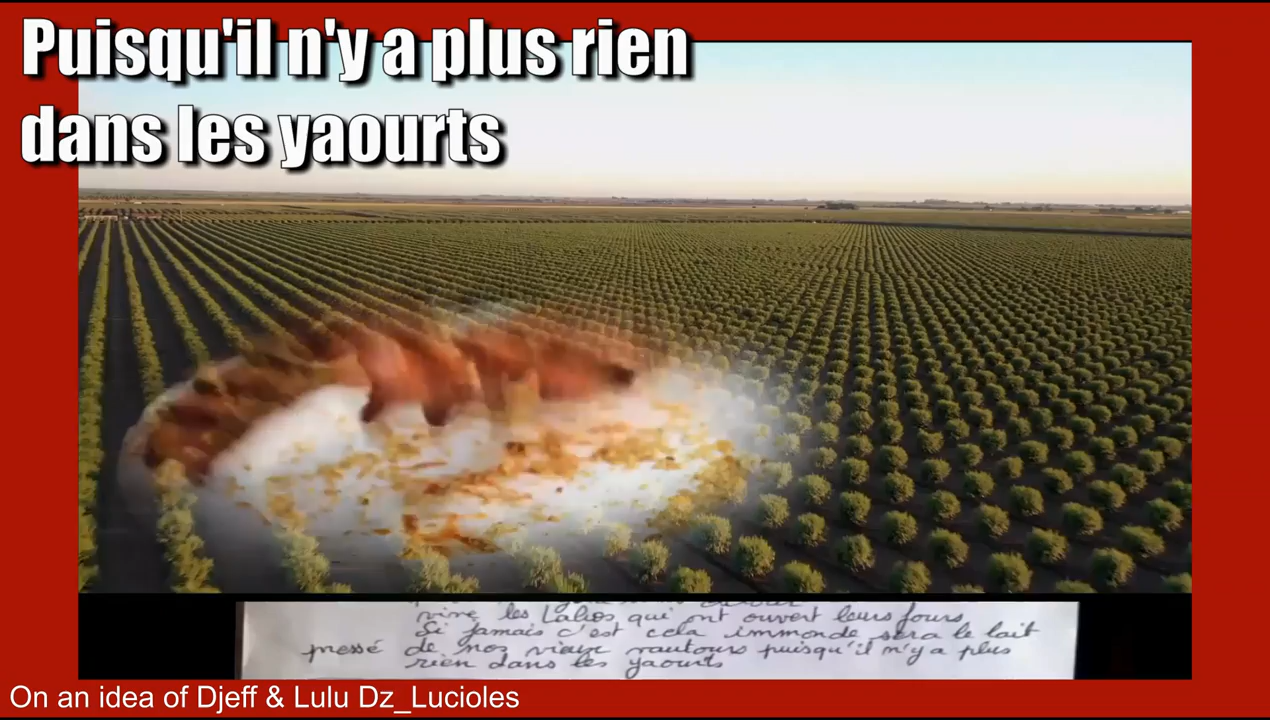 Puisqu'il n'y a plus rien
dans les yaourts
vive les Labos qui ont ouvert leurs fours
Si jamais c'est cela immonde sera le lait
pressé de nos vieux vautours puisqu'il n'y a plus
rien dans les yaourts
On an idea of Djeff & Lulu Dz_Lucioles